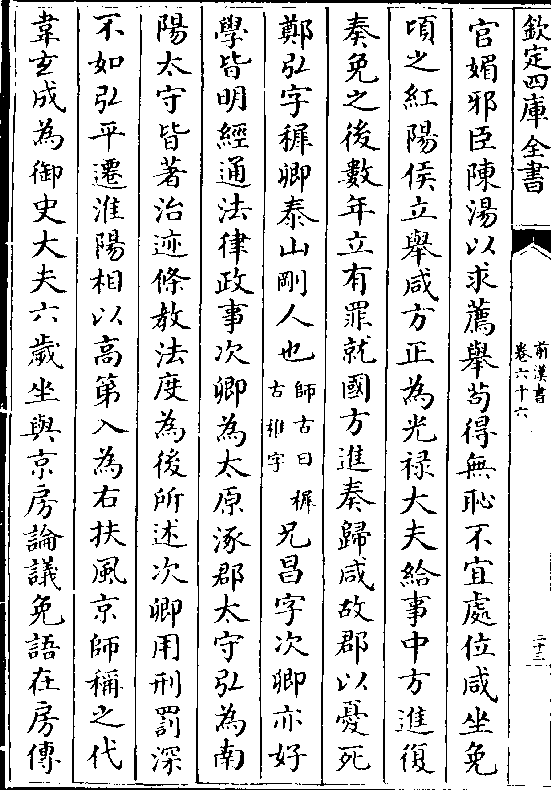 欽定四庫全書
前漢書
卷六十六
二十二
官媚邪臣陳湯以求薦舉茍得無恥不宜處位咸坐免
頃之紅陽侯立舉咸方正為光祿大夫給事中方進復
奏免之後數年立有罪就國方進奏歸咸故郡以憂死
鄭弘字穉卿泰山剛人也師古曰穉古稚字兄昌字次卿亦好
學皆明經通法律政事次卿為太原涿郡太守弘為南
陽太守皆著治迹條教法度為後所述次卿用刑罰深
不如弘平遷淮陽相以高第入為右扶風京師稱之代
韋玄成為御史大夫六歲坐與京房論議免語在房傳